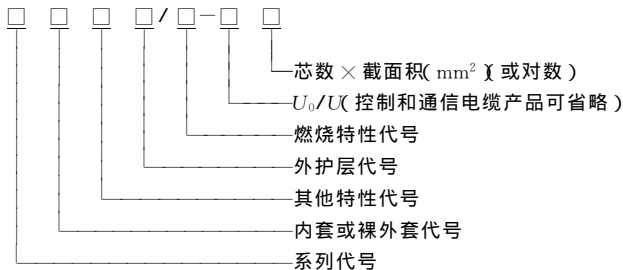 □ □ □ □/□-□ □
芯数×截面积(mm²)(或对数)
U₀/U(控制和通信电缆产品可省略)
燃烧特性代号
外护层代号
其他特性代号
内套或裸外套代号
系列代号